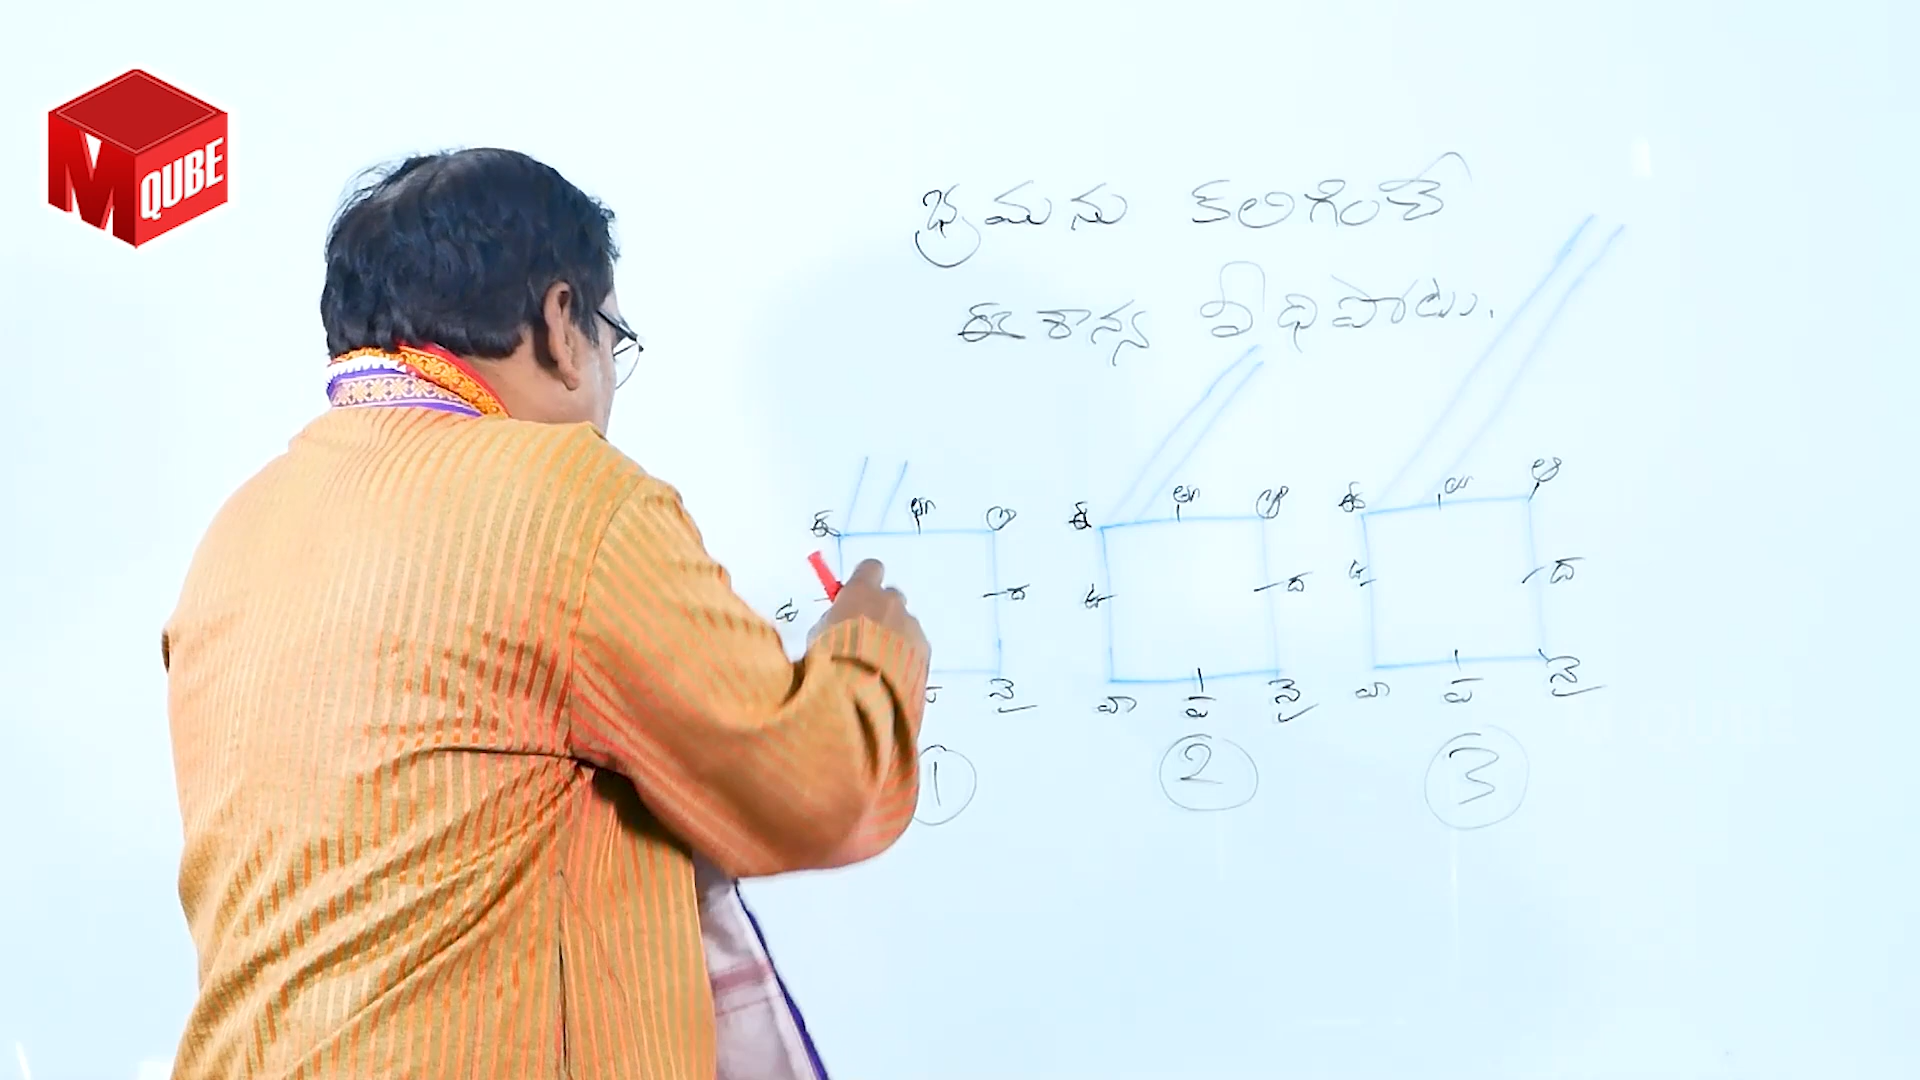 M QUBE
భ్రమను కలిగించే
ఈశాన్య వీధిపోటు.
ఈ తూ ఆ
ఈ తూ ఆ
ఈ తూ ఆ
ఉ ద
ఉ ద
ఉ ద
ప నై
వా ప నై
వా ప నై
1 2 3